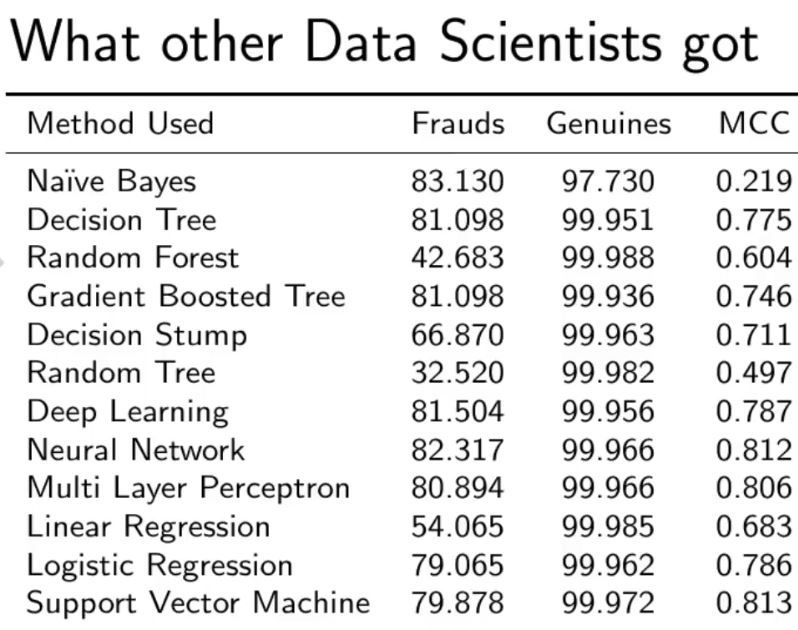 What other Data Scientists got
Method Used Frauds Genuines MCC
Naïve Bayes 83.130 97.730 0.219
Decision Tree 81.098 99.951 0.775
Random Forest 42.683 99.988 0.604
Gradient Boosted Tree 81.098 99.936 0.746
Decision Stump 66.870 99.963 0.711
Random Tree 32.520 99.982 0.497
Deep Learning 81.504 99.956 0.787
Neural Network 82.317 99.966 0.812
Multi Layer Perceptron 80.894 99.966 0.806
Linear Regression 54.065 99.985 0.683
Logistic Regression 79.065 99.962 0.786
Support Vector Machine 79.878 99.972 0.813